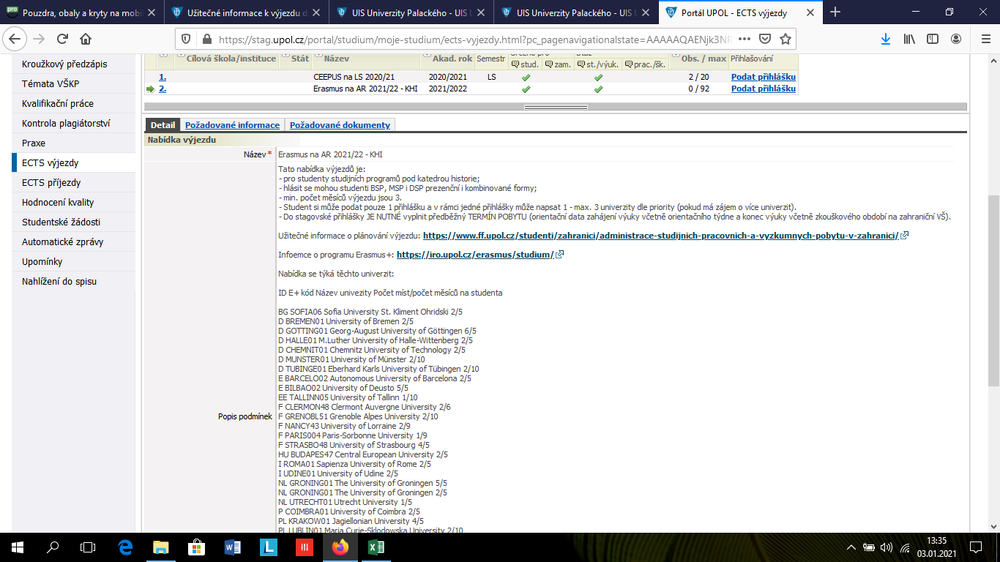 Pouzdra, obaly a kryty na mobi
Užitečné informace k výjezdu d
UIS Univerzity Palackého - UIS U
UIS Univerzity Palackého - UIS U
Portál UPOL - ECTS výjezdy
https://stag.upol.cz/portal/studium/moje-studium/ects-vyjezdy.html?pc_pagenavigationalstate=AAAAAQAENjk3NR
Kroužkový předzápis
Témata VŠKP
Kvalifikační práce
Kontrola plagiátorství
Praxe
ECTS výjezdy
ECTS příjezdy
Hodnocení kvality
Studentské žádosti
Automatické zprávy
Upomínky
Nahlížení do spisu
Cílová škola/instituce Stát Název Akad. rok Semestr stud. zam. st./výuk. prac./šk. Obs. / max Přihlašování
1. CEEPUS na LS 2020/21 2020/2021 LS 2 / 20 Podat přihlášku
2. Erasmus na AR 2021/22 - KHI 2021/2022 0 / 92 Podat přihlášku
Detail Požadované informace Požadované dokumenty
Nabídka výjezdu
Název * Erasmus na AR 2021/22 - KHI
Popis podmínek
Tato nabídka výjezdů je:
- pro studenty studijních programů pod katedrou historie;
- hlásit se mohou studenti BSP, MSP i DSP prezenční i kombinované formy;
- min. počet měsíců výjezdu jsou 3.
- Student si může podat pouze 1 přihlášku a v rámci jedné přihlášky může napsat 1 - max. 3 univerzity dle priority (pokud má zájem o více univerzit).
- Do stagovské přihlášky JE NUTNÉ vyplnit předběžný TERMÍN POBYTU (orientační data zahájení výuky včetně orientačního týdne a konec výuky včetně zkouškového období na zahraniční VŠ).
Užitečné informace o plánování výjezdu: https://www.ff.upol.cz/studenti/zahranici/administrace-studijnich-pracovnich-a-vyzkumnych-pobytu-v-zahranici/
Infoemce o programu Erasmus+: https://iro.upol.cz/erasmus/studium/
Nabídka se týká těchto univerzit:
ID E+ kód Název univezity Počet míst/počet měsíců na studenta
BG SOFIA06 Sofia University St. Kliment Ohridski 2/5
D BREMEN01 University of Bremen 2/5
D GOTTING01 Georg-August University of Göttingen 6/5
D HALLE01 M.Luther University of Halle-Wittenberg 2/5
D CHEMNIT01 Chemnitz University of Technology 2/5
D MUNSTER01 University of Münster 2/10
D TUBINGE01 Eberhard Karls University of Tübingen 2/10
E BARCELO02 Autonomous University of Barcelona 2/5
E BILBAO02 University of Deusto 5/5
EE TALLINN05 University of Tallinn 1/10
F CLERMON48 Clermont Auvergne University 2/6
F GRENOBL51 Grenoble Alpes University 2/10
F NANCY43 University of Lorraine 2/9
F PARIS004 Paris-Sorbonne University 1/9
F STRASBO48 University of Strasbourg 4/5
HU BUDAPES47 Central European University 2/5
I ROMA01 Sapienza University of Rome 2/5
I UDINE01 University of Udine 2/5
NL GRONING01 The University of Groningen 5/5
NL GRONING01 The University of Groningen 2/5
NL UTRECHT01 Utrecht University 1/5
P COIMBRA01 University of Coimbra 2/5
PL KRAKOW01 Jagiellonian University 4/5
PL LUBLIN01 Maria Curie-Sklodowska University 2/10
13:35
03.01.2021